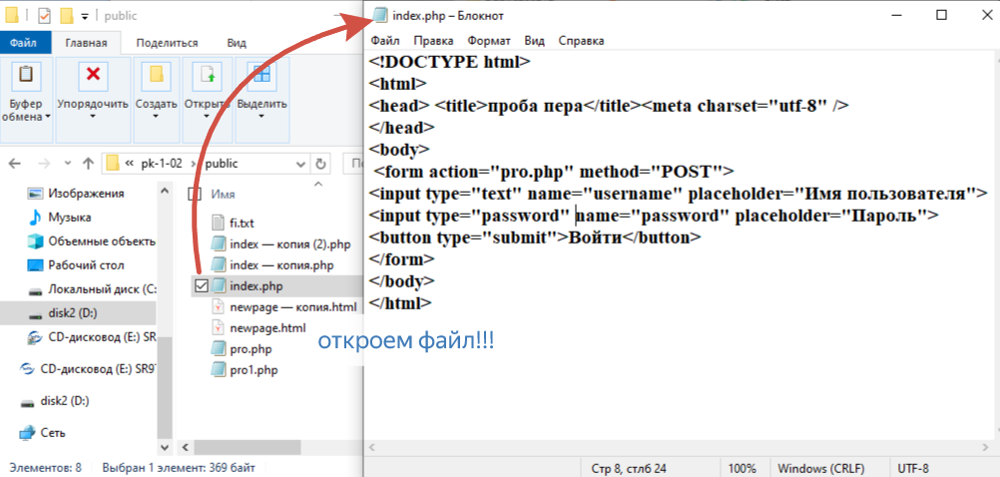 public
Файл Главная Поделиться Вид
Буфер обмена
Упорядочить
Создать
Открыть
Выделить
« pk-1-02 › public
Изображения
Музыка
Объемные объекть
Рабочий стол
Локальный диск (C:
disk2 (D:)
CD-дисковод (E:) SR
CD-дисковод (E:) SR9
disk2 (D:)
Сеть
Имя
fi.txt
index — копия (2).php
index — копия.php
index.php
newpage — копия.html
newpage.html
pro.php
pro1.php
откроем файл!!!
Элементов: 8 Выбран 1 элемент: 369 байт
index.php – Блокнот
Файл Правка Формат Вид Справка
<!DOCTYPE html>
<html>
<head> <title>проба пера</title><meta charset="utf-8" />
</head>
<body>
<form action="pro.php" method="POST">
<input type="text" name="username" placeholder="Имя пользователя">
<input type="password" name="password" placeholder="Пароль">
<button type="submit">Войти</button>
</form>
</body>
</html>
Стр 8, стлб 24 100% Windows (CRLF) UTF-8